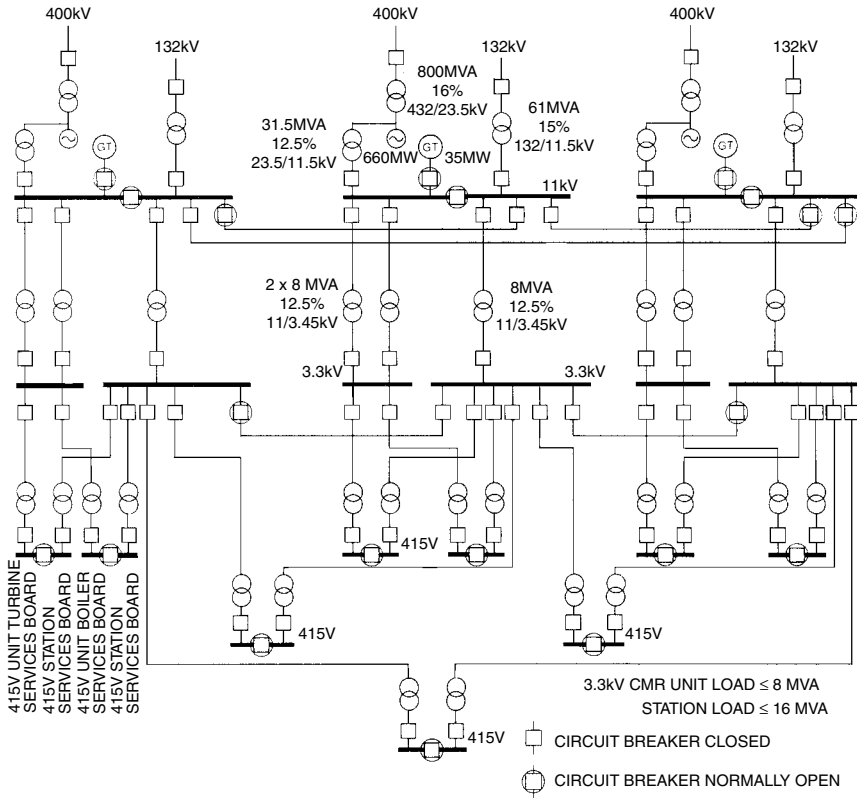 400kV
400kV
400kV
132kV
132kV
132kV
800MVA
16%
432/23.5kV
61MVA
15%
132/11.5kV
31.5MVA
12.5%
23.5/11.5kV
GT
GT
GT
660MW
35MW
11kV
2 x 8 MVA
12.5%
11/3.45kV
8MVA
12.5%
11/3.45kV
3.3kV
3.3kV
415V
415V UNIT TURBINE
SERVICES BOARD
415V STATION
SERVICES BOARD
415V UNIT BOILER
SERVICES BOARD
415V STATION
SERVICES BOARD
415V
415V
3.3kV CMR UNIT LOAD ≤ 8 MVA
STATION LOAD ≤ 16 MVA
415V
CIRCUIT BREAKER CLOSED
CIRCUIT BREAKER NORMALLY OPEN